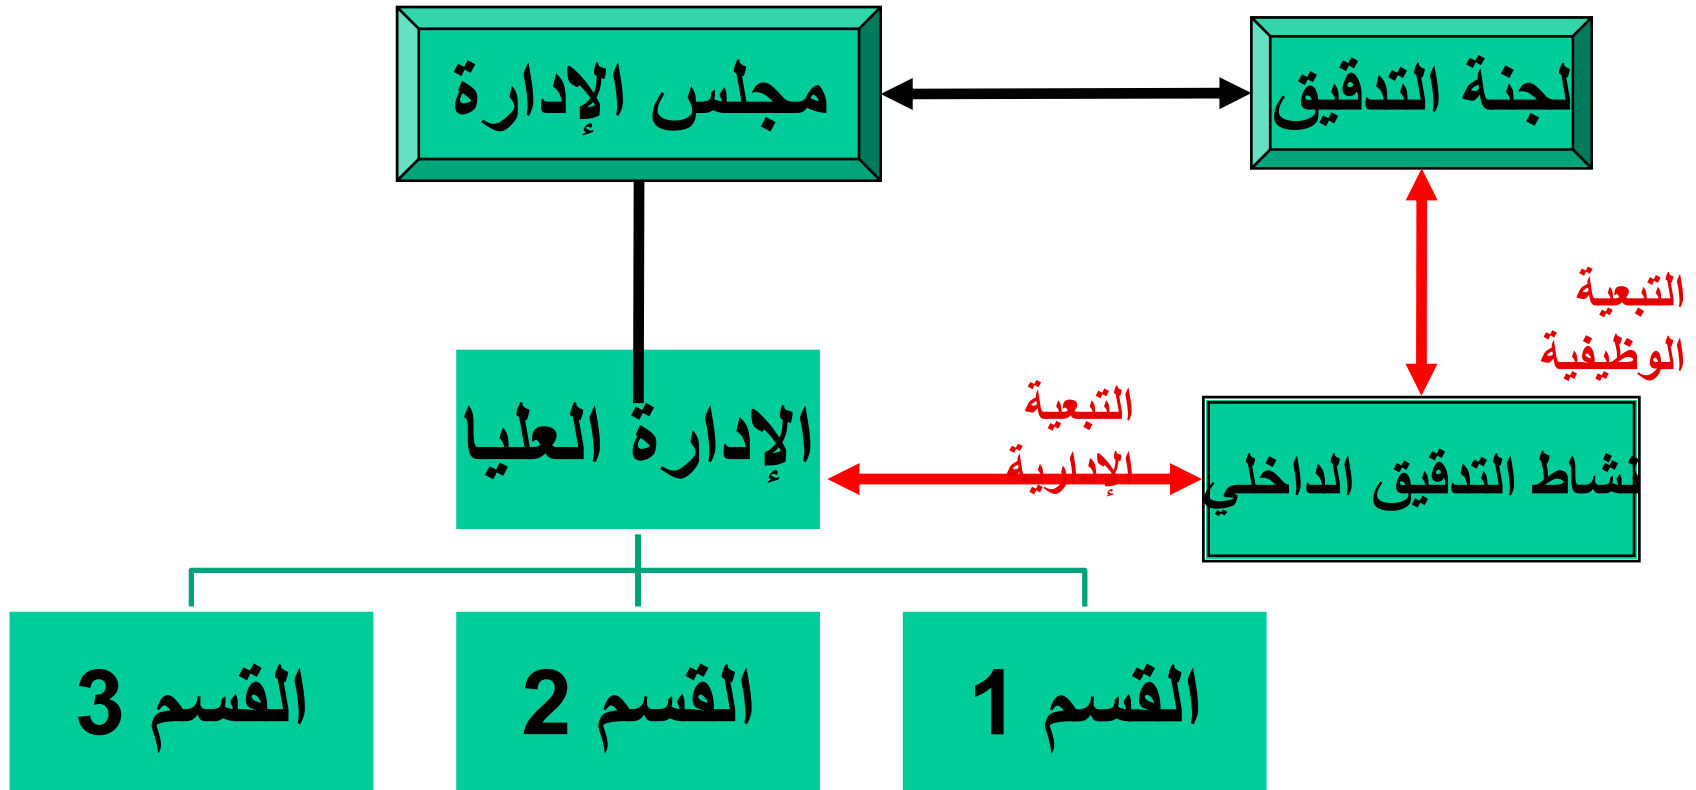 لجنة التدقيق
مجلس الإدارة
التبعية
الوظيفية
التبعية
الإدارية
الإدارة العليا
نشاط التدقيق الداخلي
القسم 1
القسم 2
القسم 3